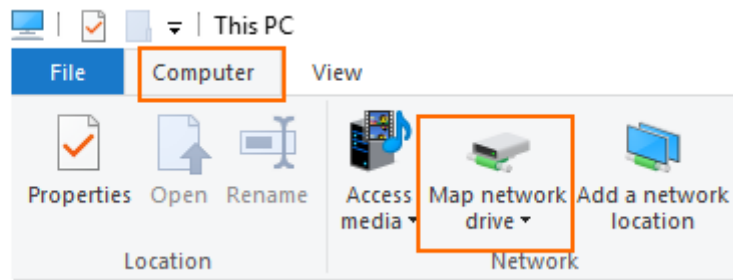 This PC
File Computer View
Properties Open Rename Access media Map network drive Add a network location
Location Network